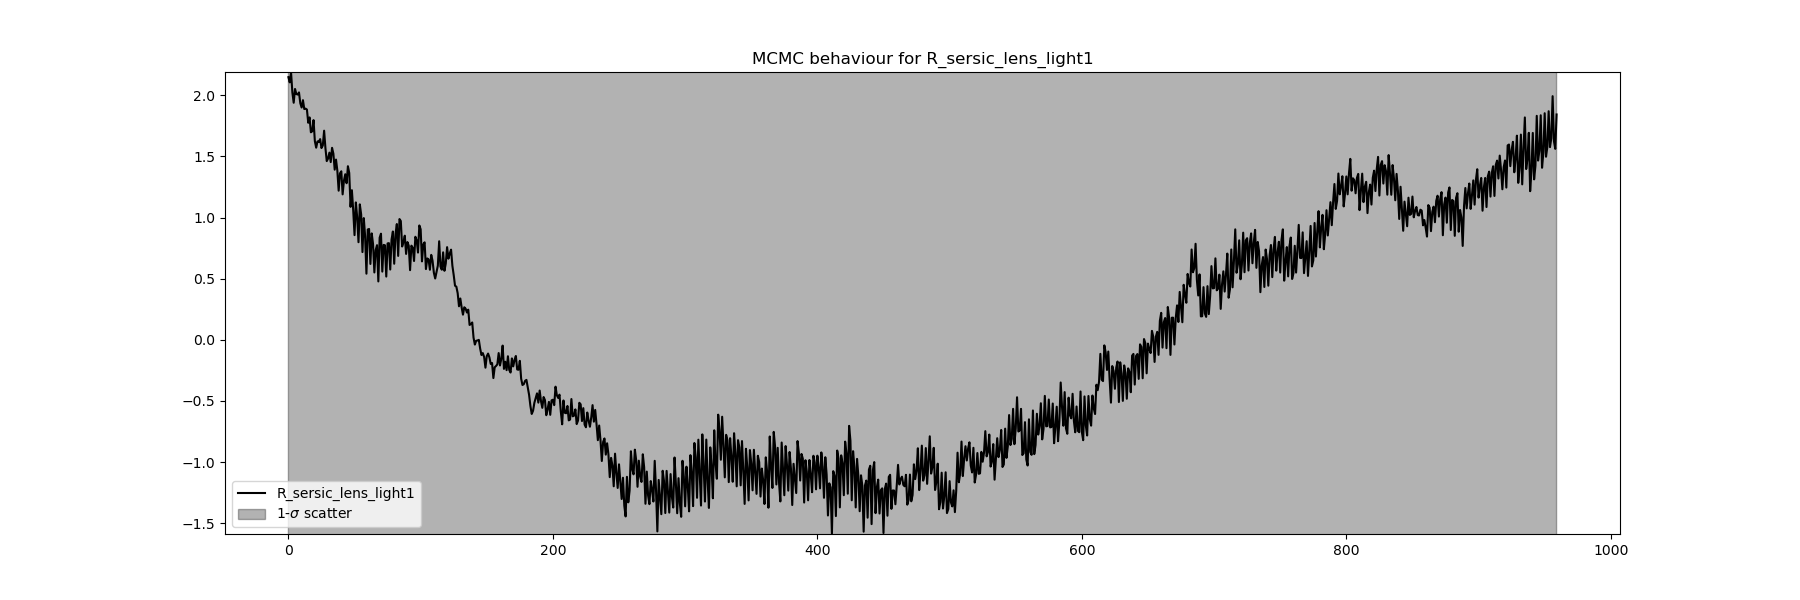 MCMC behaviour for R_sersic_lens_light1
2.0
1.5
1.0
0.5
0.0
−0.5
−1.0
−1.5
R_sersic_lens_light1
1-σ scatter
0 200 400 600 800 1000